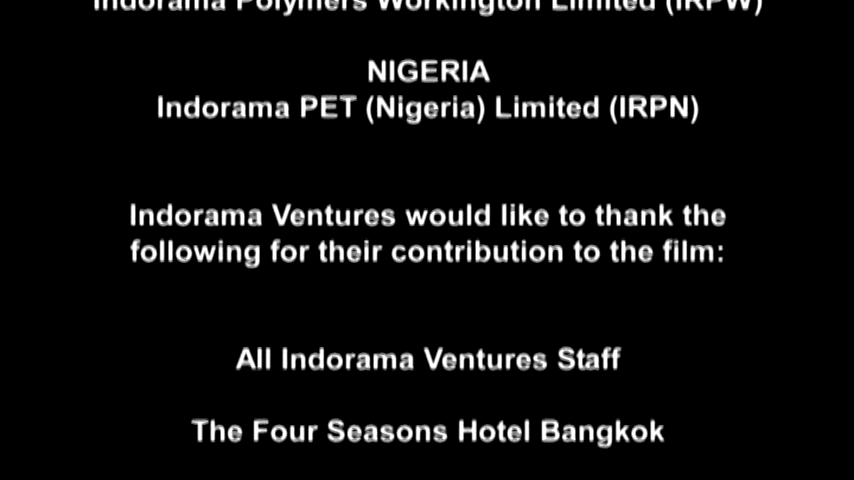 Indorama Polymers Workington Limited (IRPW)
NIGERIA
Indorama PET (Nigeria) Limited (IRPN)
Indorama Ventures would like to thank the
following for their contribution to the film:
All Indorama Ventures Staff
The Four Seasons Hotel Bangkok